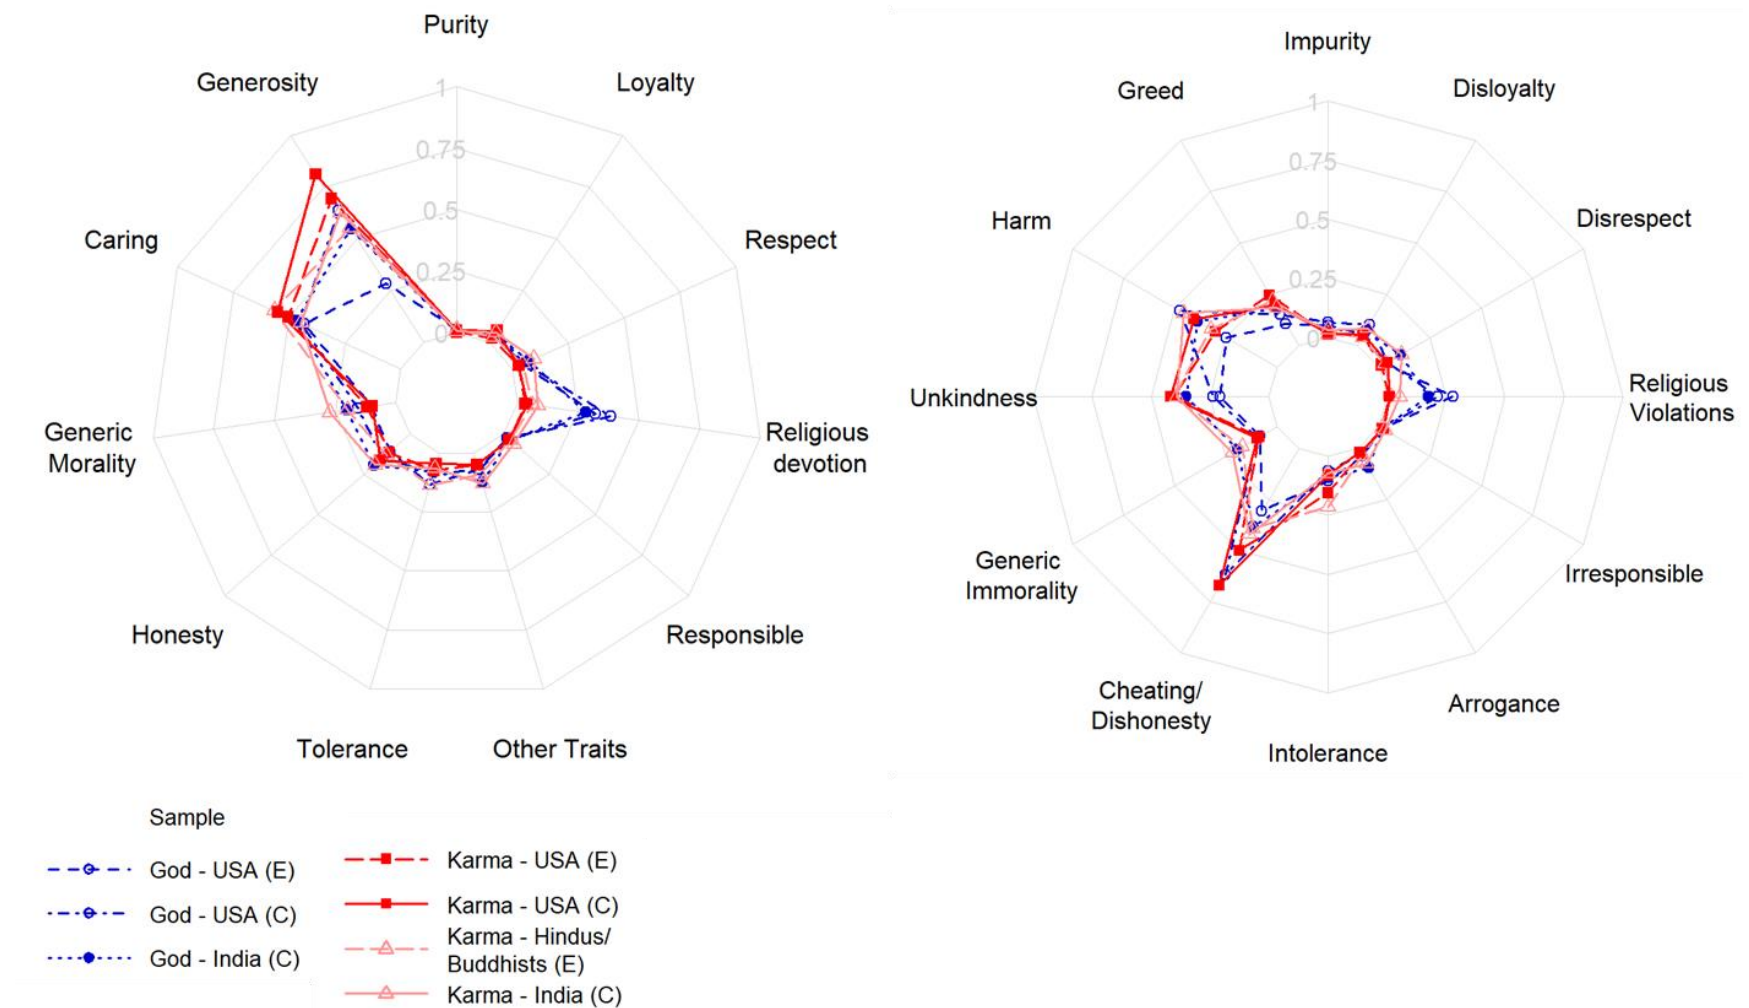 Purity
Generosity
Loyalty
1
0.75
0.5
0.25
0
Caring
Respect
Generic
Morality
Religious
devotion
Honesty
Responsible
Tolerance
Other Traits
Impurity
Greed
Disloyalty
1
0.75
0.5
0.25
0
Harm
Disrespect
Unkindness
Religious
Violations
Generic
Immorality
Irresponsible
Cheating/
Dishonesty
Arrogance
Intolerance
Sample
God - USA (E)
God - USA (C)
God - India (C)
Karma - USA (E)
Karma - USA (C)
Karma - Hindus/
Buddhists (E)
Karma - India (C)